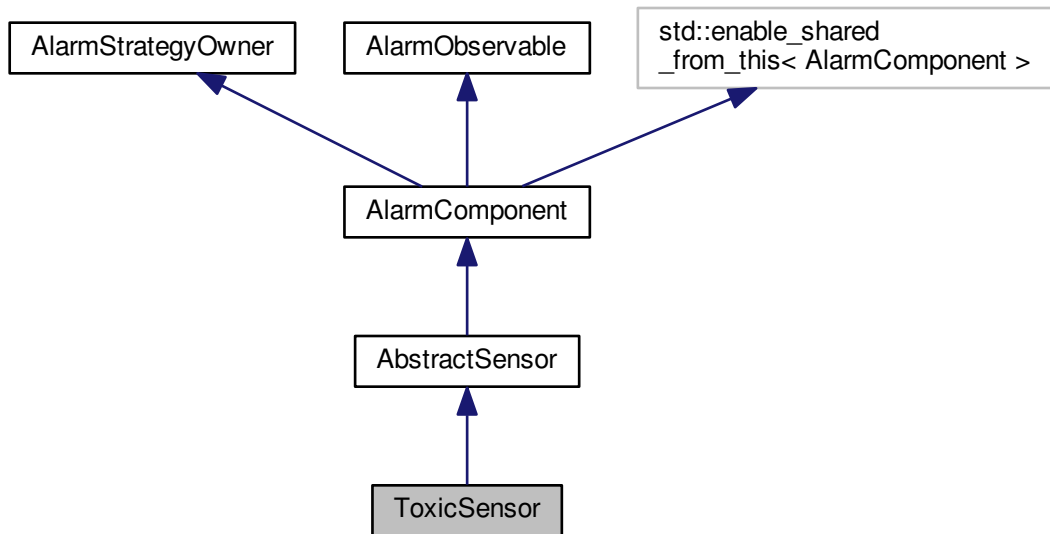 AlarmStrategyOwner
AlarmObservable
std::enable_shared
_from_this< AlarmComponent >
AlarmComponent
AbstractSensor
ToxicSensor